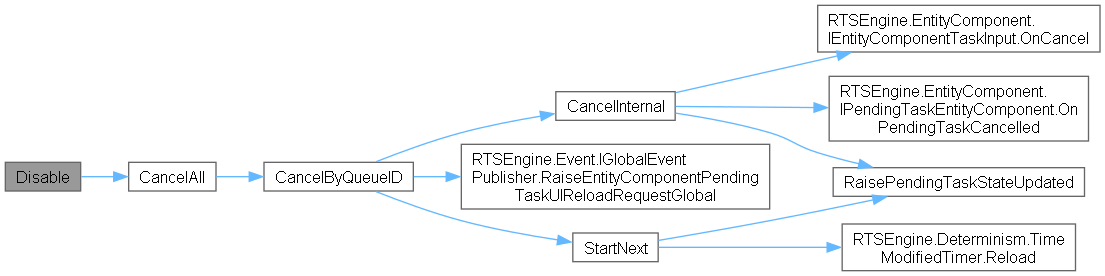 Disable
CancelAll
CancelByQueueID
CancelInternal
RTSEngine.EntityComponent.
IEntityComponentTaskInput.OnCancel
RTSEngine.EntityComponent.
IPendingTaskEntityComponent.On
PendingTaskCancelled
RaisePendingTaskStateUpdated
RTSEngine.Event.IGlobalEvent
Publisher.RaiseEntityComponentPending
TaskUIReloadRequestGlobal
StartNext
RTSEngine.Determinism.Time
ModifiedTimer.Reload